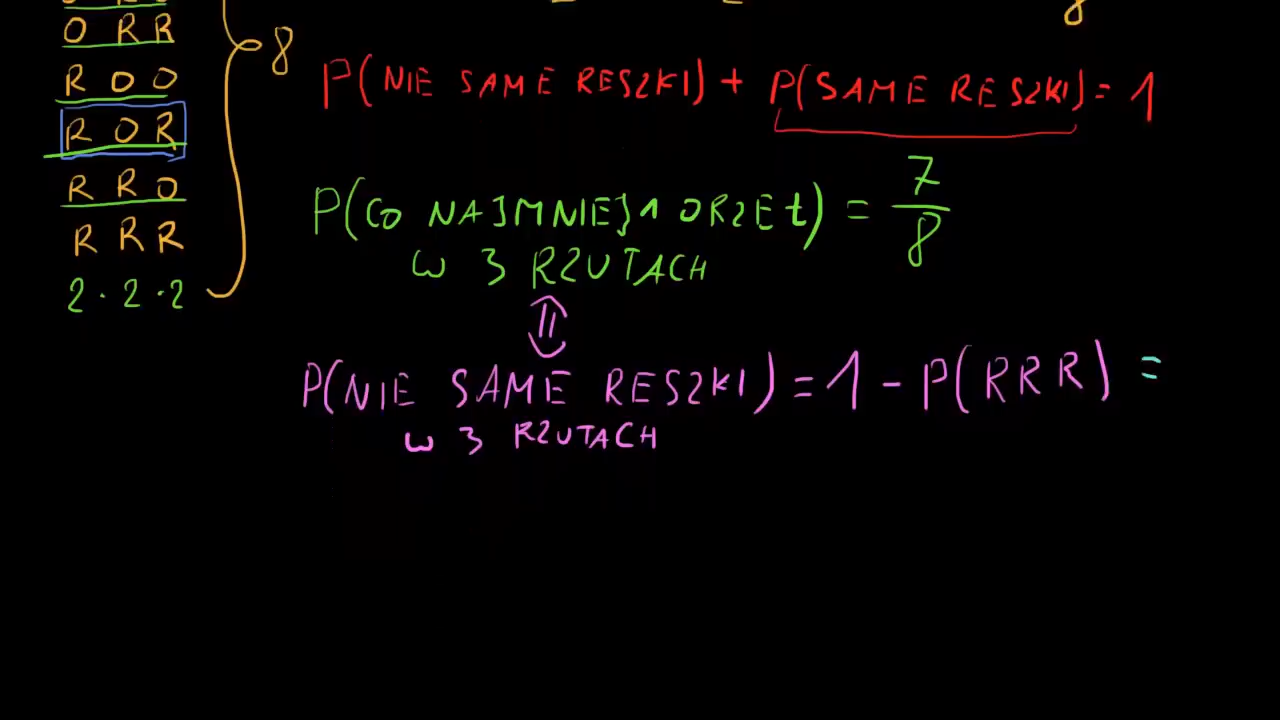 O R R
8
8
R O O
P(NIE SAME RESZKI) + P(SAME RESZKI) = 1
R O R
R R O
P(CO NAJMNIEJ 1 ORZEŁ) = 7/8
W 3 RZUTACH
R R R
2 · 2 · 2
P(NIE SAME RESZKI) = 1 - P(RRR) =
W 3 RZUTACH